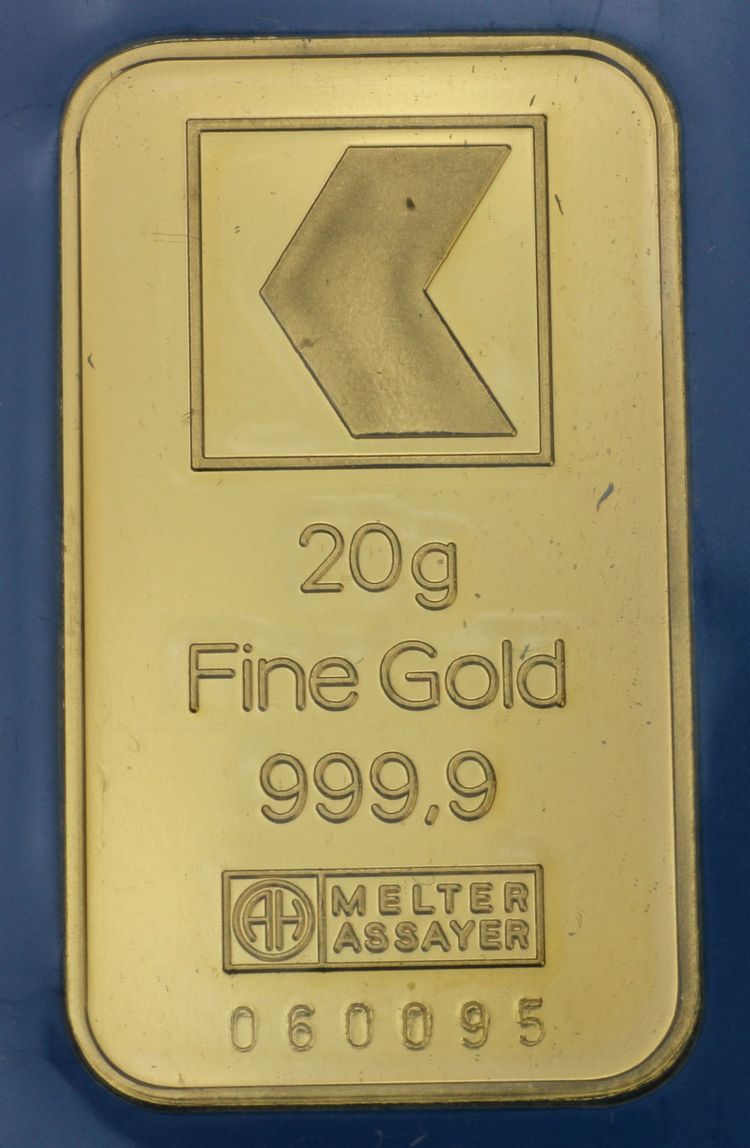 20g
Fine Gold
999,9
AH MELTER
ASSAYER
060095